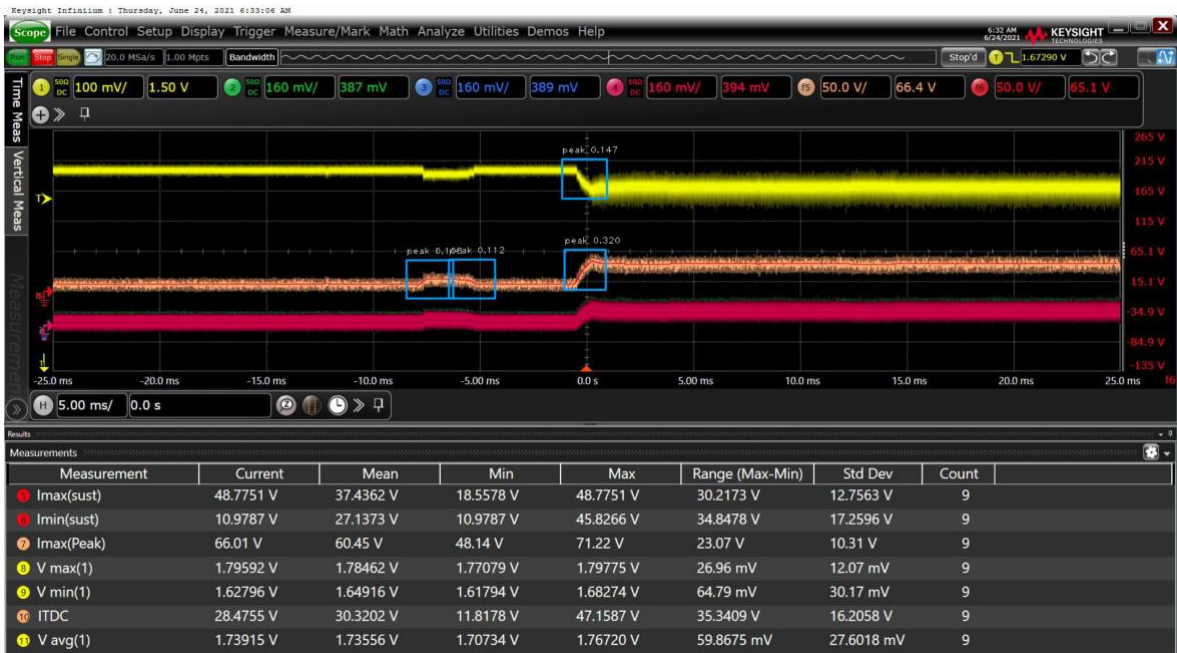 Keysight Infiniium : Thursday, June 24, 2021 6:33:06 AM
Scope File Control Setup Display Trigger Measure/Mark Math Analyze Utilities Demos Help
6:32 AM
6/24/2021
KEYSIGHT
TECHNOLOGIES
Run Stop Single 20.0 MSa/s 1.00 Mpts Bandwidth Stop'd T 1.67290 V
1 50Ω DC 100 mV/ 1.50 V 2 50Ω DC 160 mV/ 387 mV 3 50Ω DC 160 mV/ 389 mV 4 50Ω DC 160 mV/ 394 mV f5 50.0 V/ 66.4 V f6 50.0 V/ 65.1 V
Time Meas
Vertical Meas
Measurements
265 V
peak 0.147
215 V
T
165 V
115 V
peak 0.320
peak 0.112
65.1 V
15.1 V
-34.9 V
-84.9 V
-135 V
-25.0 ms -20.0 ms -15.0 ms -10.0 ms -5.00 ms 0.0 s 5.00 ms 10.0 ms 15.0 ms 20.0 ms 25.0 ms f6
H 5.00 ms/ 0.0 s
Results
Measurements
Measurement Current Mean Min Max Range (Max-Min) Std Dev Count
5 Imax(sust) 48.7751 V 37.4362 V 18.5578 V 48.7751 V 30.2173 V 12.7563 V 9
6 Imin(sust) 10.9787 V 27.1373 V 10.9787 V 45.8266 V 34.8478 V 17.2596 V 9
7 Imax(Peak) 66.01 V 60.45 V 48.14 V 71.22 V 23.07 V 10.31 V 9
8 V max(1) 1.79592 V 1.78462 V 1.77079 V 1.79775 V 26.96 mV 12.07 mV 9
9 V min(1) 1.62796 V 1.64916 V 1.61794 V 1.68274 V 64.79 mV 30.17 mV 9
10 ITDC 28.4755 V 30.3202 V 11.8178 V 47.1587 V 35.3409 V 16.2058 V 9
11 V avg(1) 1.73915 V 1.73556 V 1.70734 V 1.76720 V 59.8675 mV 27.6018 mV 9